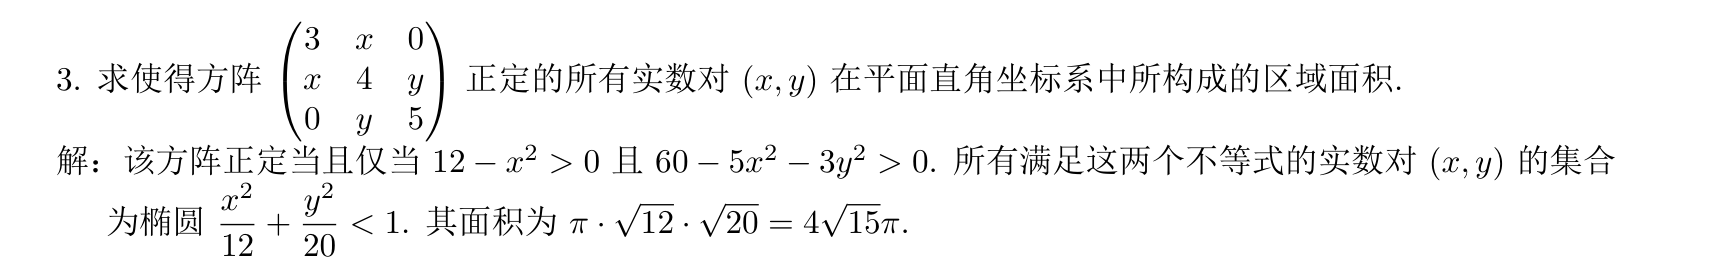 3. 求使得方阵 $\begin{pmatrix} 3 & x & 0 \\ x & 4 & y \\ 0 & y & 5 \end{pmatrix}$ 正定的所有实数对 $(x, y)$ 在平面直角坐标系中所构成的区域面积.
解：该方阵正定当且仅当 $12 - x^2 > 0$ 且 $60 - 5x^2 - 3y^2 > 0$. 所有满足这两个不等式的实数对 $(x, y)$ 的集合
为椭圆 $\frac{x^2}{12} + \frac{y^2}{20} < 1$. 其面积为 $\pi \cdot \sqrt{12} \cdot \sqrt{20} = 4\sqrt{15}\pi$.